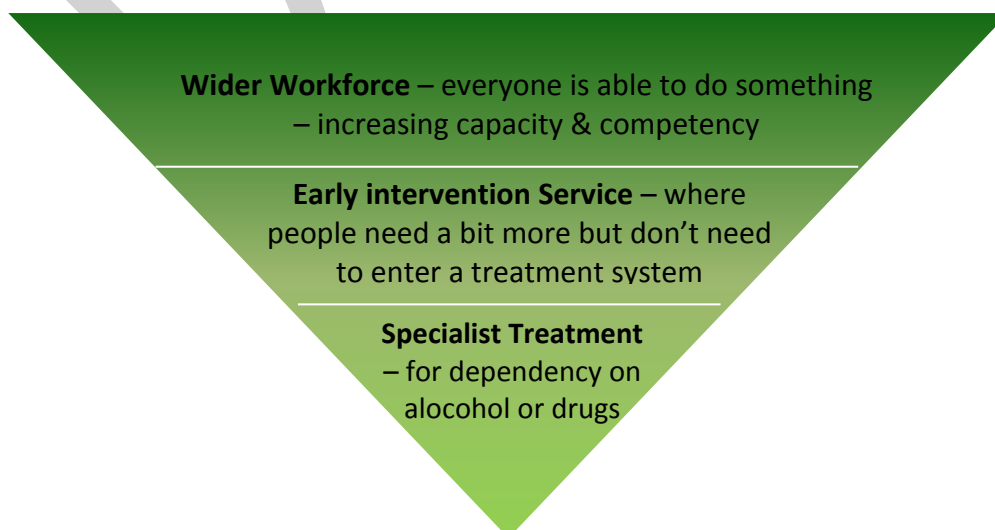 Wider Workforce – everyone is able to do something
– increasing capacity & competency
Early intervention Service – where
people need a bit more but don’t need
to enter a treatment system
Specialist Treatment
– for dependency on
alocohol or drugs